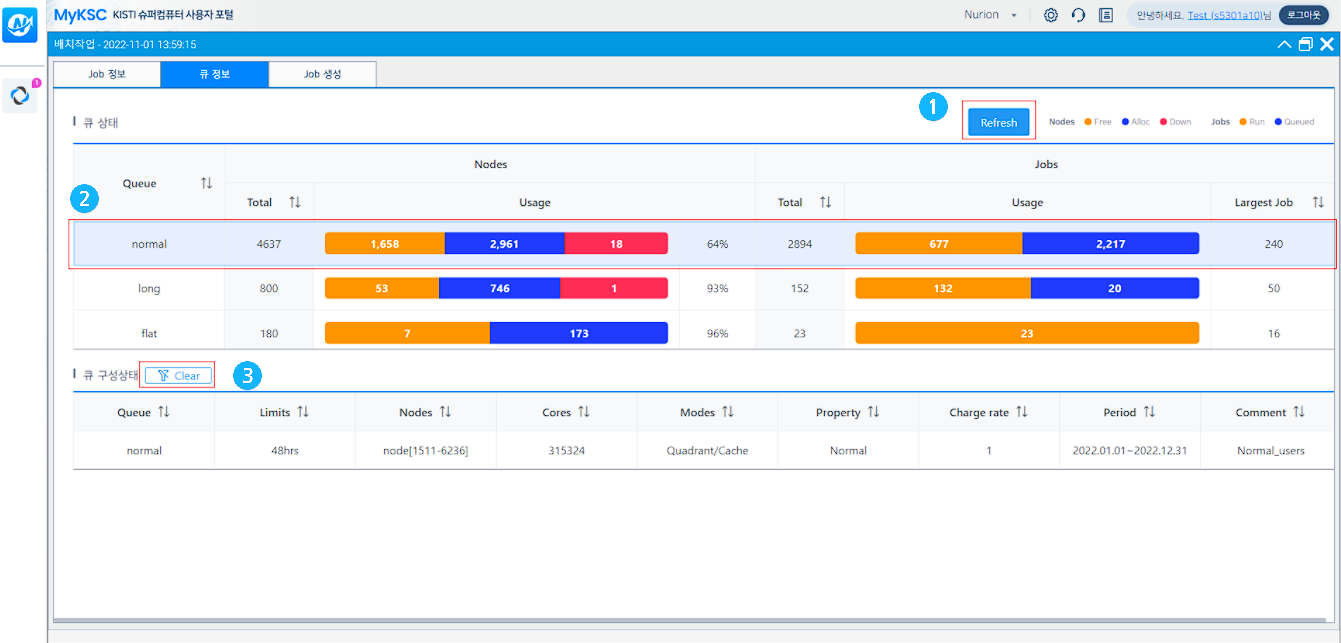 MyKSC KISTI 슈퍼컴퓨터 사용자 포털
Nurion
안녕하세요. Test (s5301a10)님
로그아웃
배치작업 - 2022-11-01 13:59:15
1
Job 정보 큐 정보 Job 생성
1
큐 상태
Refresh
Nodes Free Alloc Down Jobs Run Queued
2
Queue Nodes Jobs
Total Usage Total Usage Largest Job
normal 4637 1,658 2,961 18 64% 2894 677 2,217 240
long 800 53 746 1 93% 152 132 20 50
flat 180 7 173 96% 23 23 16
큐 구성상태 Clear 3
Queue Limits Nodes Cores Modes Property Charge rate Period Comment
normal 48hrs node[1511-6236] 315324 Quadrant/Cache Normal 1 2022.01.01~2022.12.31 Normal_users